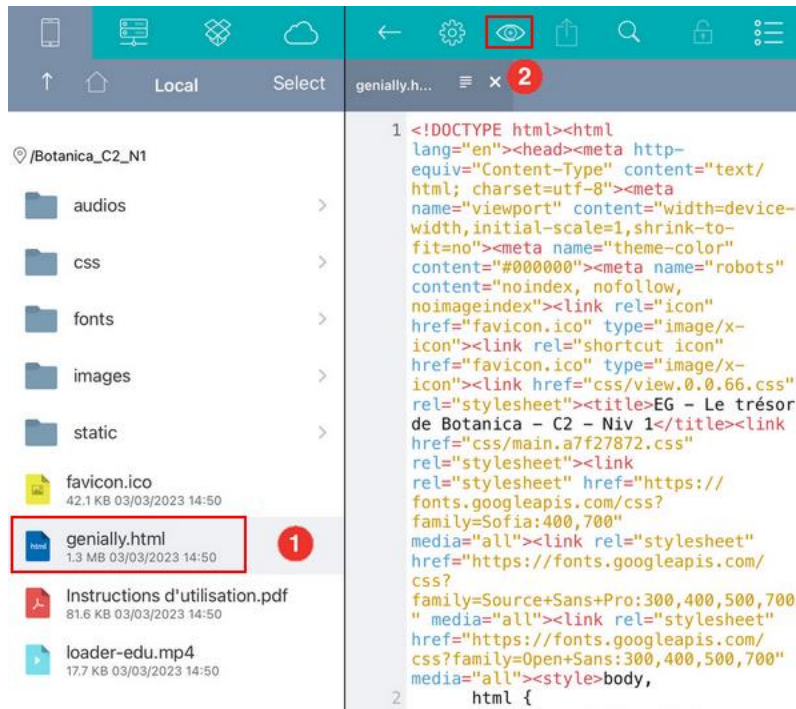 Local
Select
/Botanica_C2_N1
audios
css
fonts
images
static
favicon.ico
42.1 KB 03/03/2023 14:50
html
genially.html
1.3 MB 03/03/2023 14:50
1
Instructions d'utilisation.pdf
81.6 KB 03/03/2023 14:50
loader-edu.mp4
17.7 KB 03/03/2023 14:50
genially.h...
2
1 <!DOCTYPE html><html
lang="en"><head><meta http-
equiv="Content-Type" content="text/
html; charset=utf-8"><meta
name="viewport" content="width=device-
width,initial-scale=1,shrink-to-
fit=no"><meta name="theme-color"
content="#000000"><meta name="robots"
content="noindex, nofollow,
noimageindex"><link rel="icon"
href="favicon.ico" type="image/x-
icon"><link rel="shortcut icon"
href="favicon.ico" type="image/x-
icon"><link href="css/view.0.0.66.css"
rel="stylesheet"><title>EG – Le trésor
de Botanica – C2 – Niv 1</title><link
href="css/main.a7f27872.css"
rel="stylesheet"><link
rel="stylesheet" href="https://
fonts.googleapis.com/css?
family=Sofia:400,700"
media="all"><link rel="stylesheet"
href="https://fonts.googleapis.com/
css?
family=Source+Sans+Pro:300,400,500,700
" media="all"><link rel="stylesheet"
href="https://fonts.googleapis.com/
css?family=Open+Sans:300,400,500,700"
media="all"><style>body,
2 html {